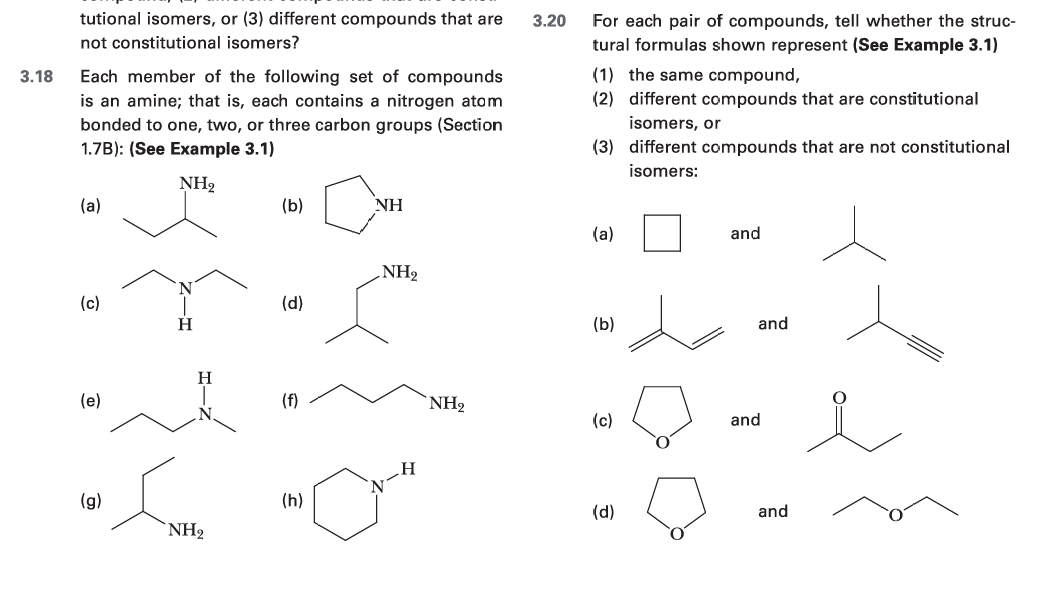 tutional isomers, or (3) different compounds that are
not constitutional isomers?
3.18 Each member of the following set of compounds
is an amine; that is, each contains a nitrogen atom
bonded to one, two, or three carbon groups (Section
1.7B): (See Example 3.1)
(a) NH₂
(b) NH
(c) N H
(d) NH₂
(e) H N
(f) NH₂
(g) NH₂
(h) N H
3.20 For each pair of compounds, tell whether the struc-
tural formulas shown represent (See Example 3.1)
(1) the same compound,
(2) different compounds that are constitutional
isomers, or
(3) different compounds that are not constitutional
isomers:
(a) and
(b) and
(c) O and O
(d) O and O